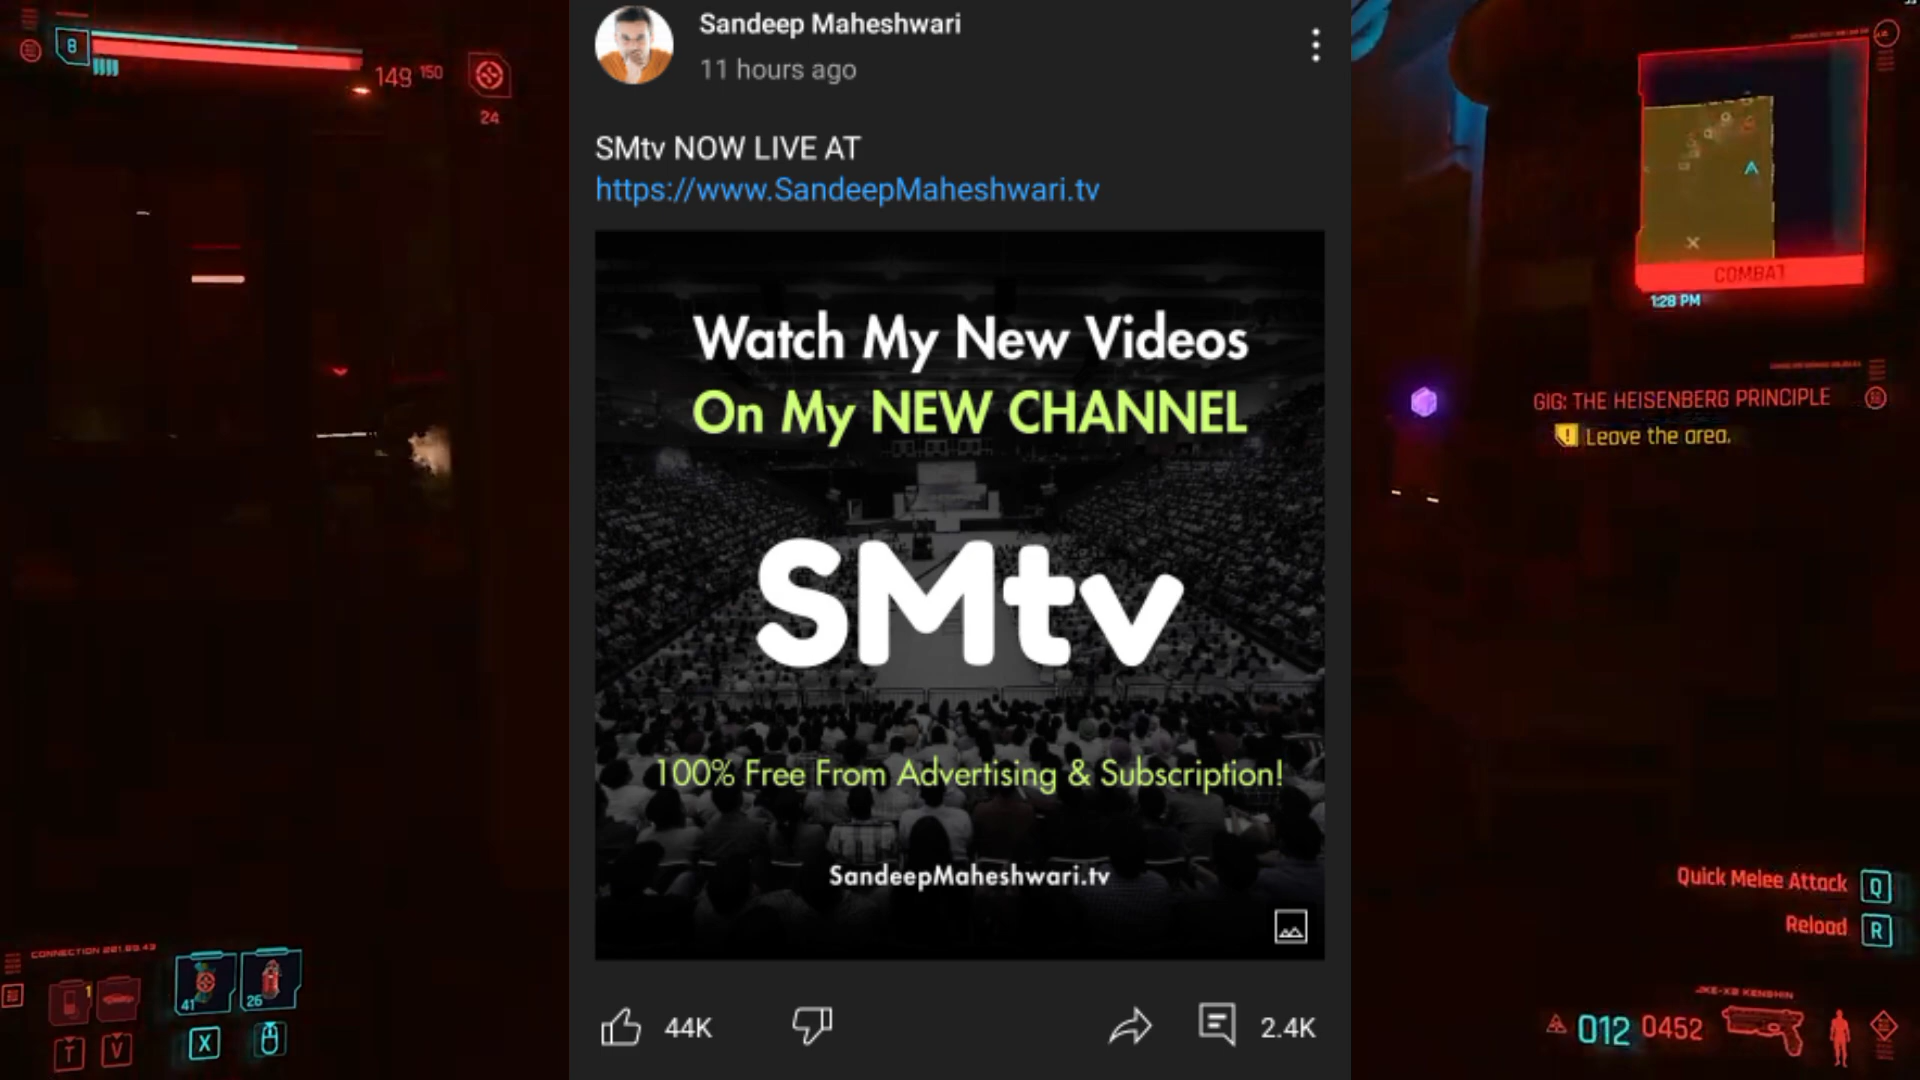 8
149 150
24
Sandeep Maheshwari
11 hours ago
SMtv NOW LIVE AT
https://www.SandeepMaheshwari.tv
Watch My New Videos
On My NEW CHANNEL
SMtv
100% Free From Advertising & Subscription!
SandeepMaheshwari.tv
44K
2.4K
COMBAT
1:28 PM
GIG: THE HEISENBERG PRINCIPLE
Leave the area.
Quick Melee Attack Q
Reload R
012 0452
1
41
26
T
V
X